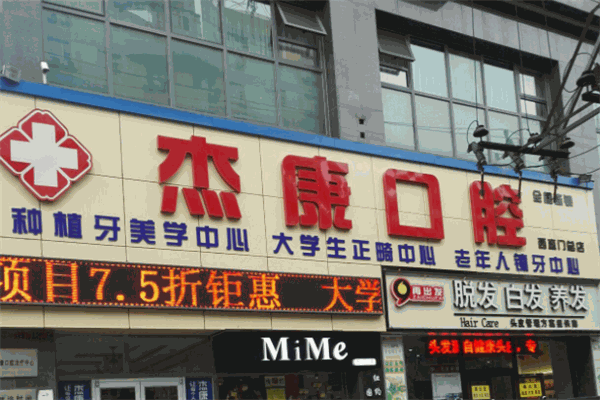 杰康口腔
种植牙美学中心 大学生正畸中心 老年人镶牙中心
项目7.5折钜惠 大学
脱发 白发 养发
Hair Care
MiMe